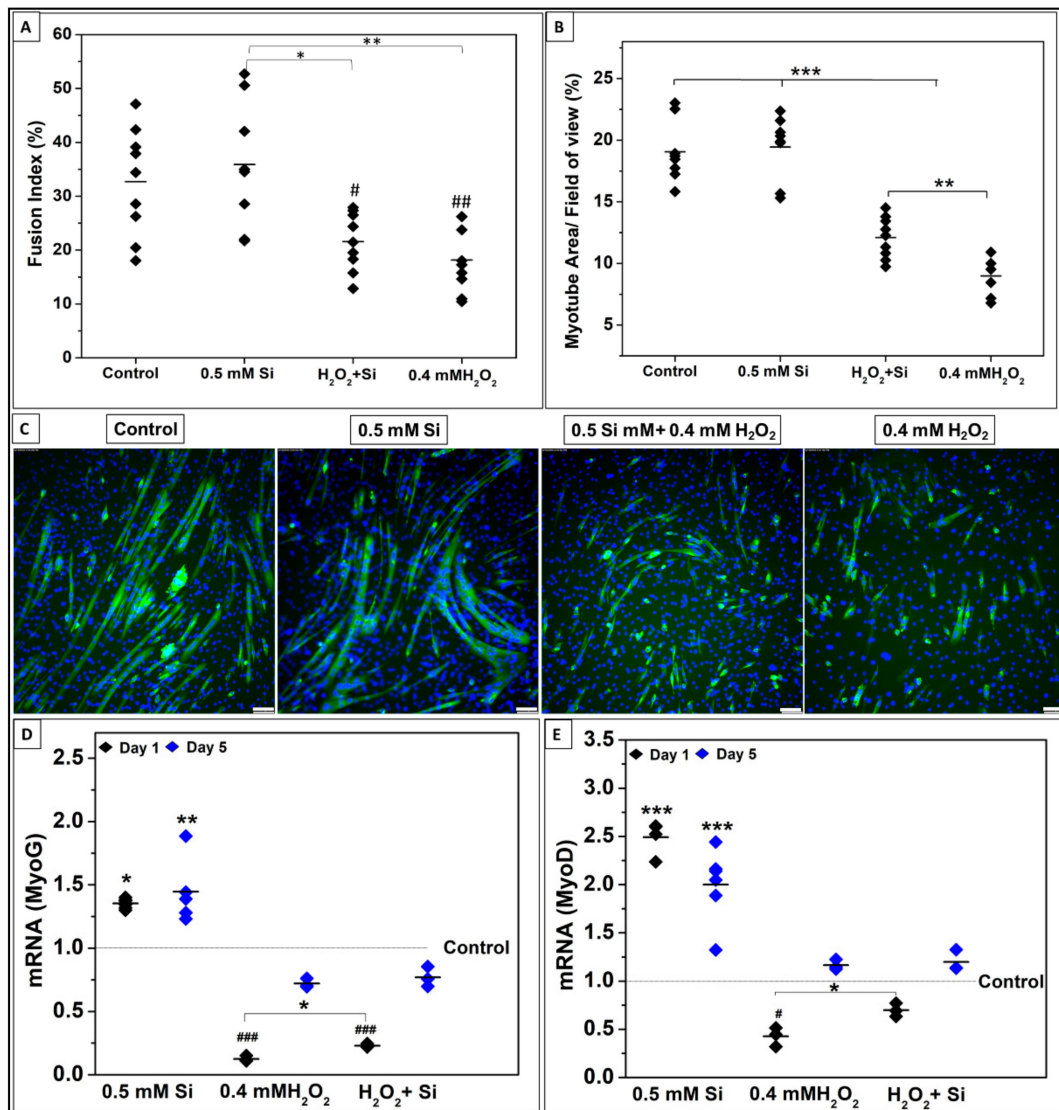 A
60
50
40
30
20
10
0
Fusion Index (%)
*
**
#
##
Control
0.5 mM Si
H₂O₂+Si
0.4 mMH₂O₂
B
25
20
15
10
5
Myotube Area/ Field of view (%)
***
**
Control
0.5 mM Si
H₂O₂+Si
0.4 mMH₂O₂
C
Control
0.5 mM Si
0.5 Si mM+ 0.4 mM H₂O₂
0.4 mM H₂O₂
D
Day 1
Day 5
2.5
2.0
1.5
1.0
0.5
0.0
mRNA (MyoG)
*
**
Control
*
###
###
0.5 mM Si
0.4 mMH₂O₂
H₂O₂+ Si
E
Day 1
Day 5
3.5
3.0
2.5
2.0
1.5
1.0
0.5
0.0
mRNA (MyoD)
***
***
Control
*
#
0.5 mM Si
0.4 mMH₂O₂
H₂O₂+ Si